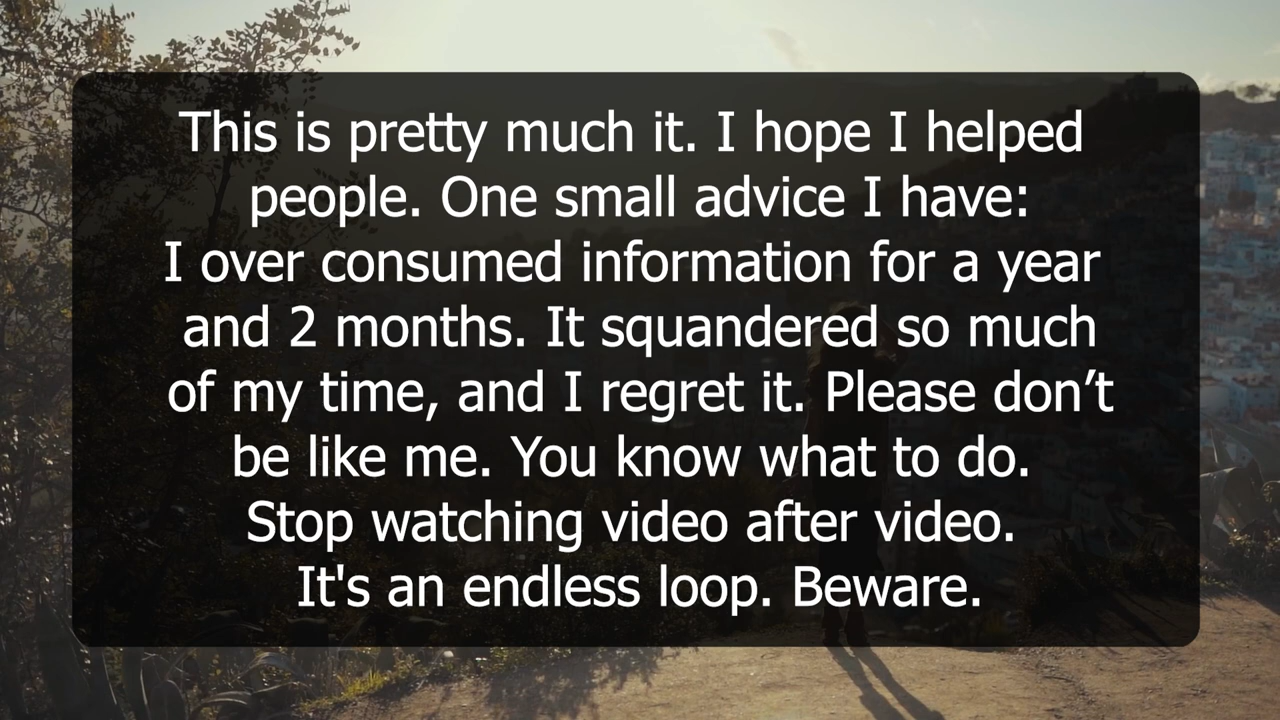 This is pretty much it. I hope I helped
people. One small advice I have:
I over consumed information for a year
and 2 months. It squandered so much
of my time, and I regret it. Please don’t
be like me. You know what to do.
Stop watching video after video.
It's an endless loop. Beware.